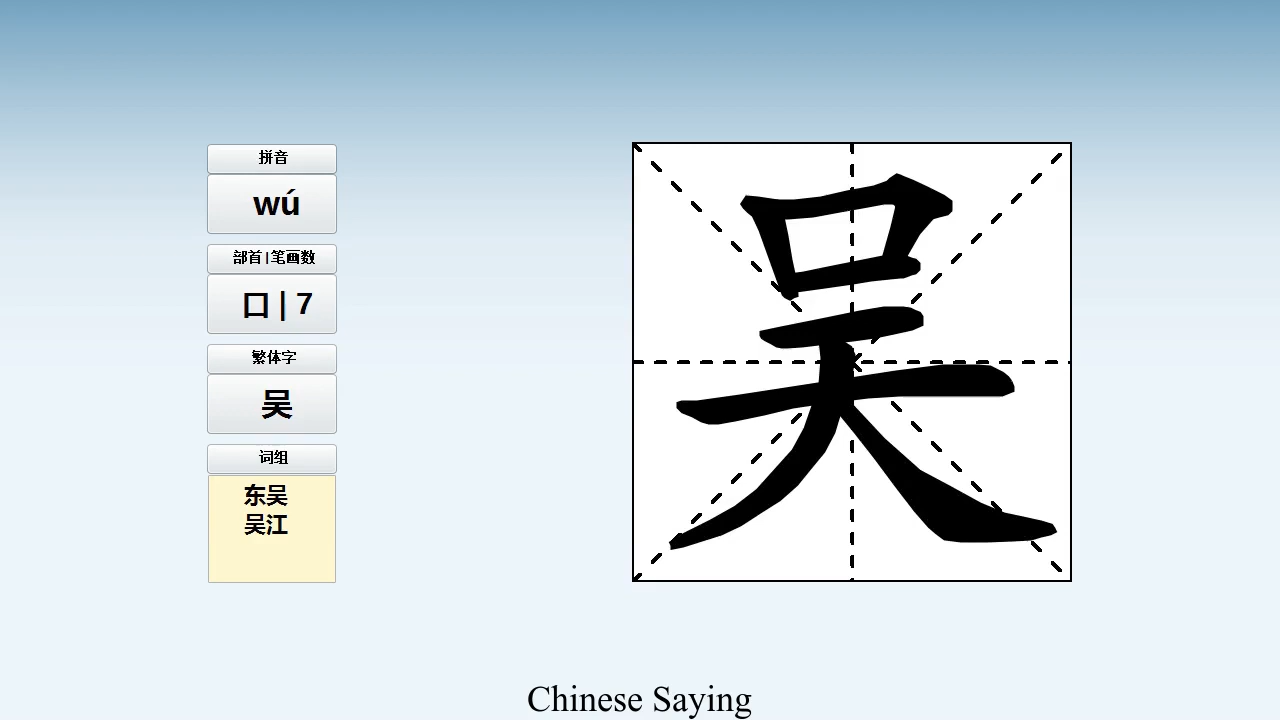 拼音
wú
部首|笔画数
口 | 7
繁体字
吴
词组
东吴
吴江
吴
Chinese Saying